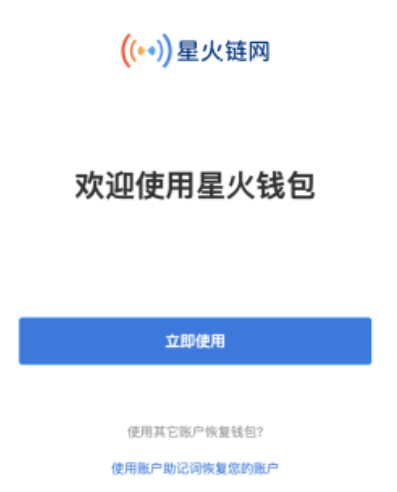 星火链网
欢迎使用星火钱包
立即使用
使用其它账户恢复钱包?
使用账户助记词恢复您的账户